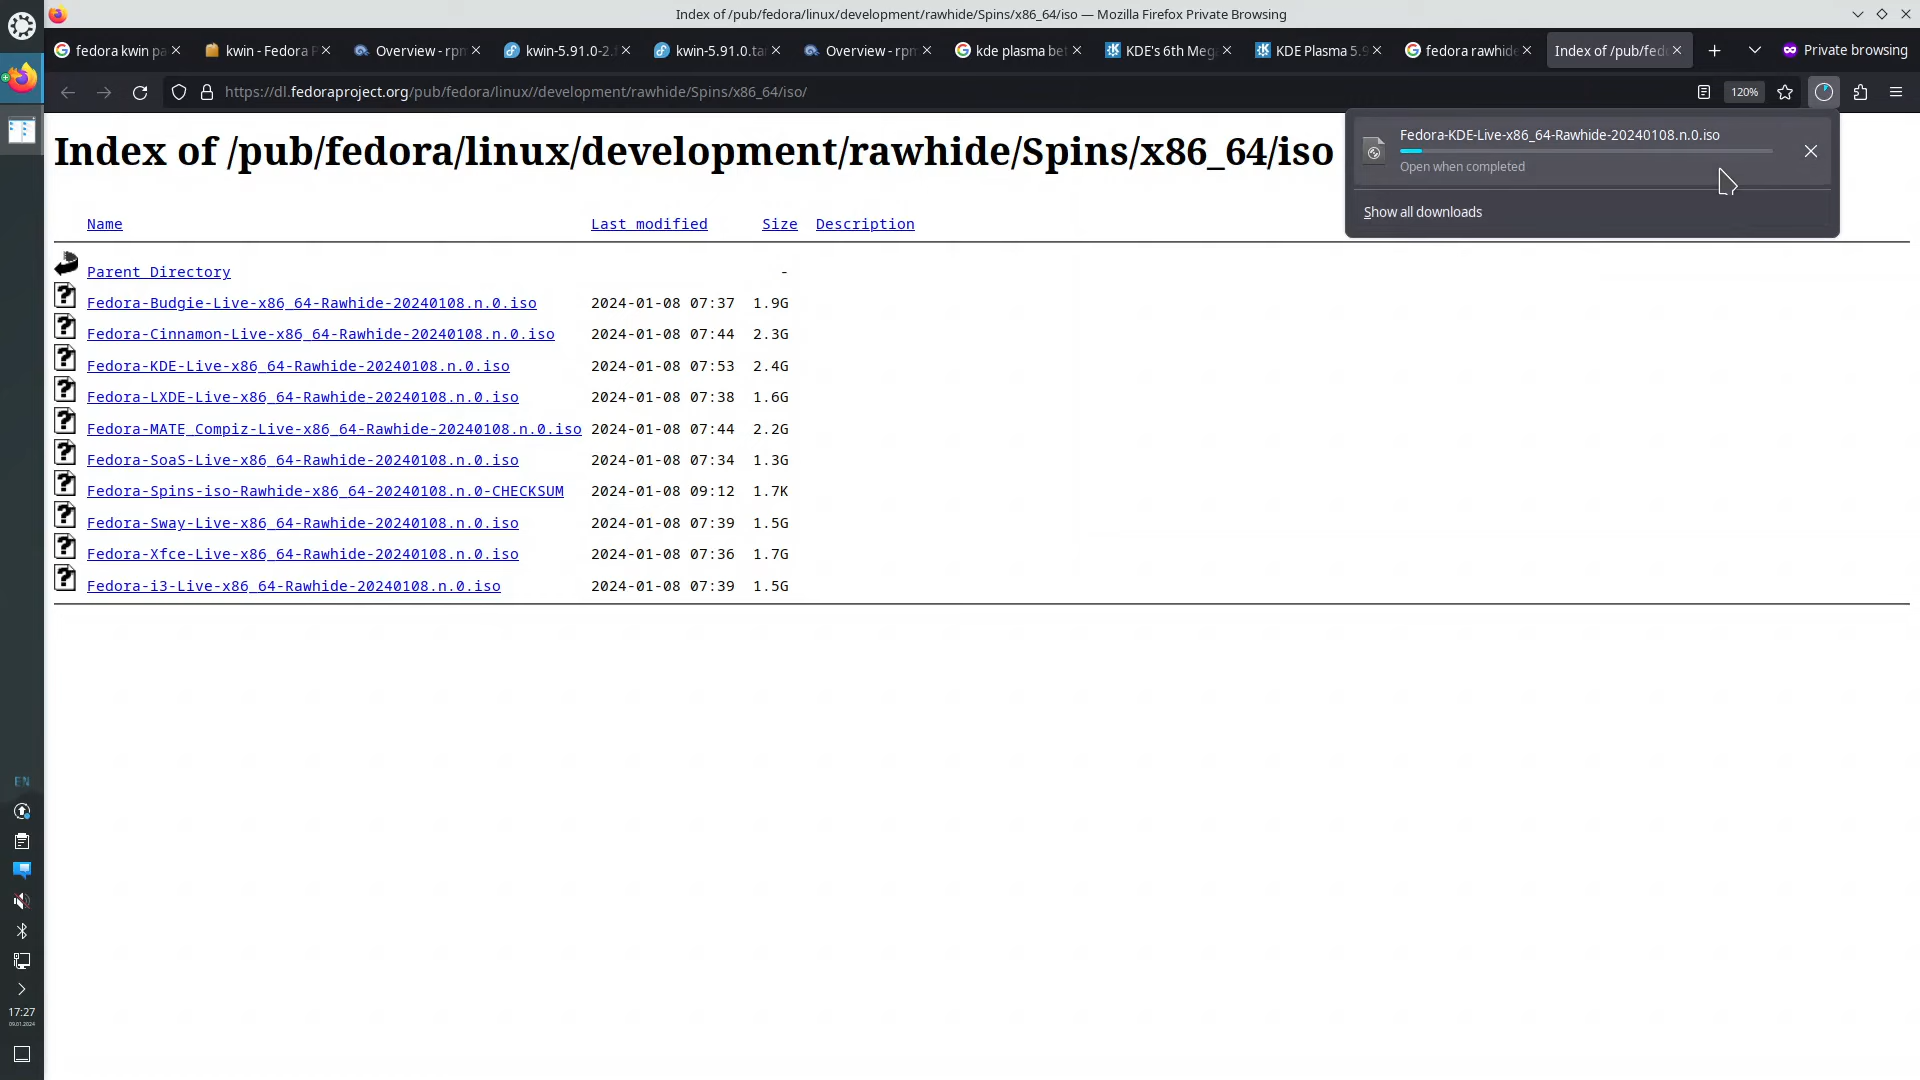 Index of /pub/fedora/linux/development/rawhide/Spins/x86_64/iso — Mozilla Firefox Private Browsing
fedora kwin pa
kwin - Fedora P
Overview - rpm
kwin-5.91.0-2.f
kwin-5.91.0.ta
Overview - rpm
kde plasma bet
KDE's 6th Meg
KDE Plasma 5.9
fedora rawhide
Index of /pub/fed
Private browsing
https://dl.fedoraproject.org/pub/fedora/linux//development/rawhide/Spins/x86_64/iso/
120%
Index of /pub/fedora/linux/development/rawhide/Spins/x86_64/iso
Fedora-KDE-Live-x86_64-Rawhide-20240108.n.0.iso
Open when completed
Show all downloads
Name Last modified Size Description
Parent Directory -
Fedora-Budgie-Live-x86_64-Rawhide-20240108.n.0.iso 2024-01-08 07:37 1.9G
Fedora-Cinnamon-Live-x86_64-Rawhide-20240108.n.0.iso 2024-01-08 07:44 2.3G
Fedora-KDE-Live-x86_64-Rawhide-20240108.n.0.iso 2024-01-08 07:53 2.4G
Fedora-LXDE-Live-x86_64-Rawhide-20240108.n.0.iso 2024-01-08 07:38 1.6G
Fedora-MATE_Compiz-Live-x86_64-Rawhide-20240108.n.0.iso 2024-01-08 07:44 2.2G
Fedora-SoaS-Live-x86_64-Rawhide-20240108.n.0.iso 2024-01-08 07:34 1.3G
Fedora-Spins-iso-Rawhide-x86_64-20240108.n.0-CHECKSUM 2024-01-08 09:12 1.7K
Fedora-Sway-Live-x86_64-Rawhide-20240108.n.0.iso 2024-01-08 07:39 1.5G
Fedora-Xfce-Live-x86_64-Rawhide-20240108.n.0.iso 2024-01-08 07:36 1.7G
Fedora-i3-Live-x86_64-Rawhide-20240108.n.0.iso 2024-01-08 07:39 1.5G
EN
17:27
09.01.2024